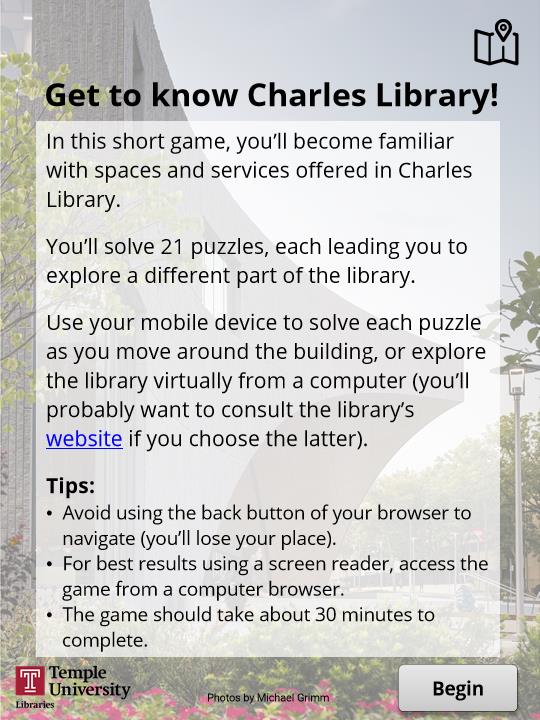 Get to know Charles Library!
In this short game, you’ll become familiar
with spaces and services offered in Charles
Library.
You’ll solve 21 puzzles, each leading you to
explore a different part of the library.
Use your mobile device to solve each puzzle
as you move around the building, or explore
the library virtually from a computer (you’ll
probably want to consult the library’s
website if you choose the latter).
Tips:
• Avoid using the back button of your browser to
navigate (you’ll lose your place).
• For best results using a screen reader, access the
game from a computer browser.
• The game should take about 30 minutes to
complete.
Temple
University
Libraries
Photos by Michael Grimm
Begin